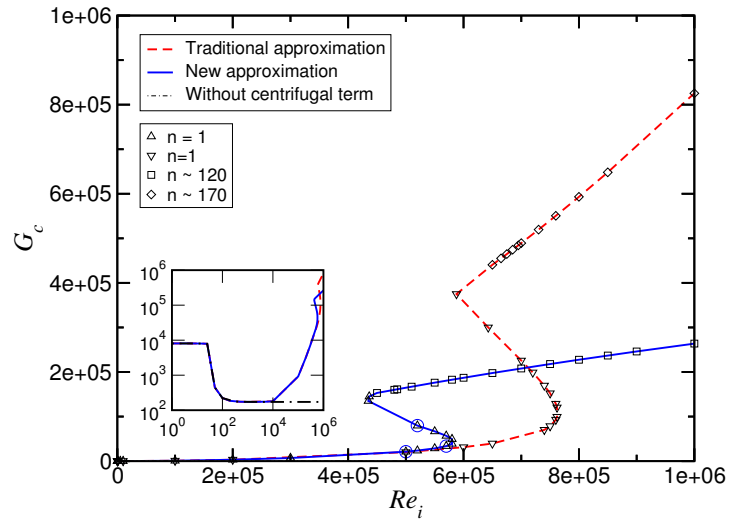 1e+06
8e+05
6e+05
4e+05
2e+05
0
G_c
Traditional approximation
New approximation
Without centrifugal term
n = 1
n=1
n ~ 120
n ~ 170
10^6
10^5
10^4
10^3
10^2
10^0 10^2 10^4 10^6
0 2e+05 4e+05 6e+05 8e+05 1e+06
Re_i